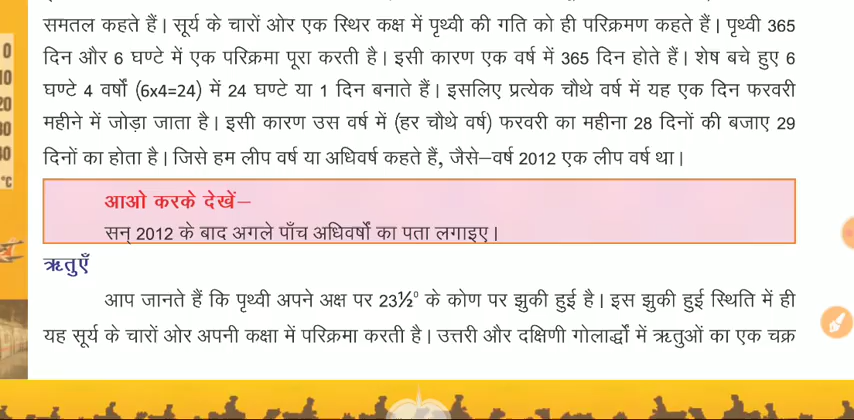 समतल कहते हैं। सूर्य के चारों ओर एक स्थिर कक्ष में पृथ्वी की गति को ही परिक्रमण कहते हैं। पृथ्वी 365
दिन और 6 घण्टे में एक परिक्रमा पूरा करती है। इसी कारण एक वर्ष में 365 दिन होते हैं। शेष बचे हुए 6
घण्टे 4 वर्षों (6x4=24) में 24 घण्टे या 1 दिन बनाते हैं। इसलिए प्रत्येक चौथे वर्ष में यह एक दिन फरवरी
महीने में जोड़ा जाता है। इसी कारण उस वर्ष में (हर चौथे वर्ष) फरवरी का महीना 28 दिनों की बजाए 29
दिनों का होता है। जिसे हम लीप वर्ष या अधिवर्ष कहते हैं, जैसे–वर्ष 2012 एक लीप वर्ष था।
आओ करके देखें–
सन् 2012 के बाद अगले पाँच अधिवर्षों का पता लगाइए।
ऋतुएँ
आप जानते हैं कि पृथ्वी अपने अक्ष पर 23½° के कोण पर झुकी हुई है। इस झुकी हुई स्थिति में ही
यह सूर्य के चारों ओर अपनी कक्षा में परिक्रमा करती है। उत्तरी और दक्षिणी गोलार्द्धों में ऋतुओं का एक चक्र
0
°C